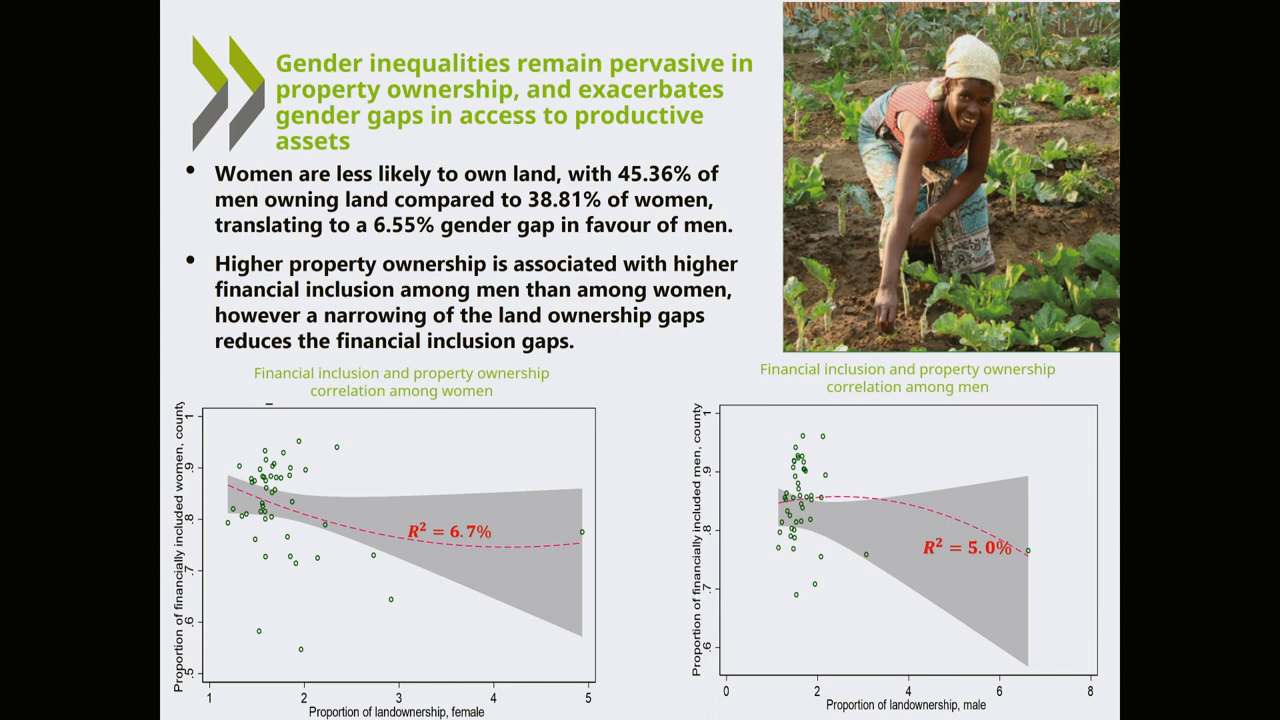 Gender inequalities remain pervasive in
property ownership, and exacerbates
gender gaps in access to productive
assets
• Women are less likely to own land, with 45.36% of
men owning land compared to 38.81% of women,
translating to a 6.55% gender gap in favour of men.
• Higher property ownership is associated with higher
financial inclusion among men than among women,
however a narrowing of the land ownership gaps
reduces the financial inclusion gaps.
Financial inclusion and property ownership
correlation among women
Proportion of financially included women, county
1
.9
.8
.7
.6
.5
R² = 6.7%
1 2 3 4 5
Proportion of landownership, female
Financial inclusion and property ownership
correlation among men
Proportion of financially included men, county
1
.9
.8
.7
.6
R² = 5.0%
0 2 4 6 8
Proportion of landownership, male